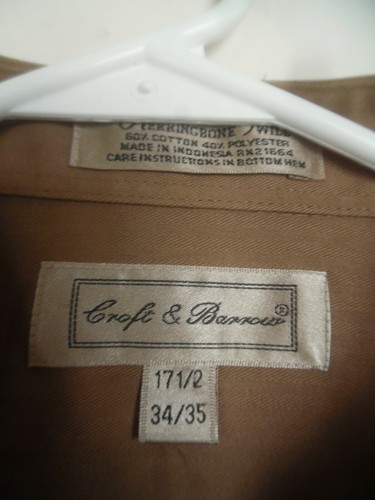 Herringbone Twill
60% COTTON 40% POLYESTER
MADE IN INDONESIA RN21664
CARE INSTRUCTIONS IN BOTTOM HEM
Croft & Barrow®
17 1/2
34/35